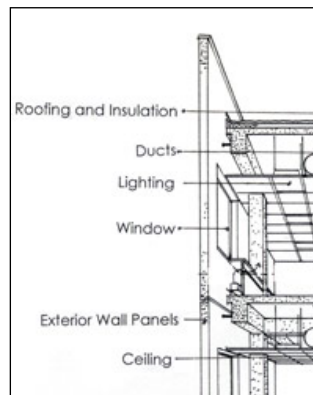 Roofing and Insulation
Ducts
Lighting
Window
Exterior Wall Panels
Ceiling